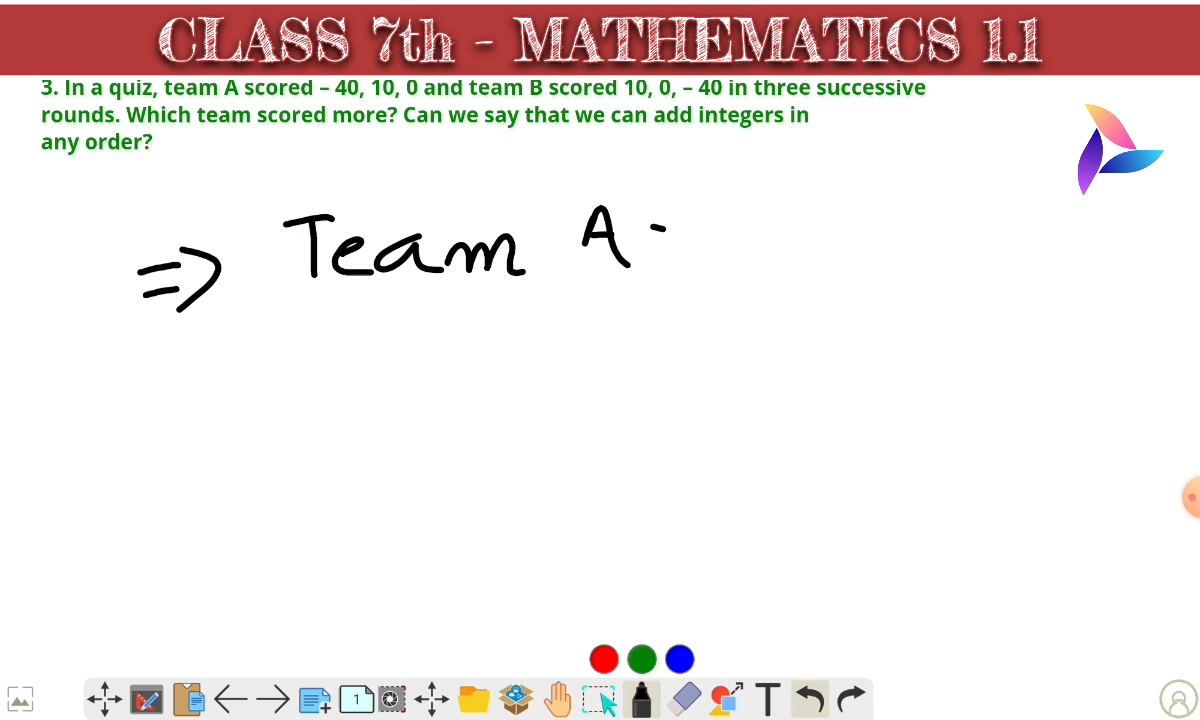 CLASS 7th - MATHEMATICS 1.1
3. In a quiz, team A scored – 40, 10, 0 and team B scored 10, 0, – 40 in three successive
rounds. Which team scored more? Can we say that we can add integers in
any order?
⇒ Team A -
1
T